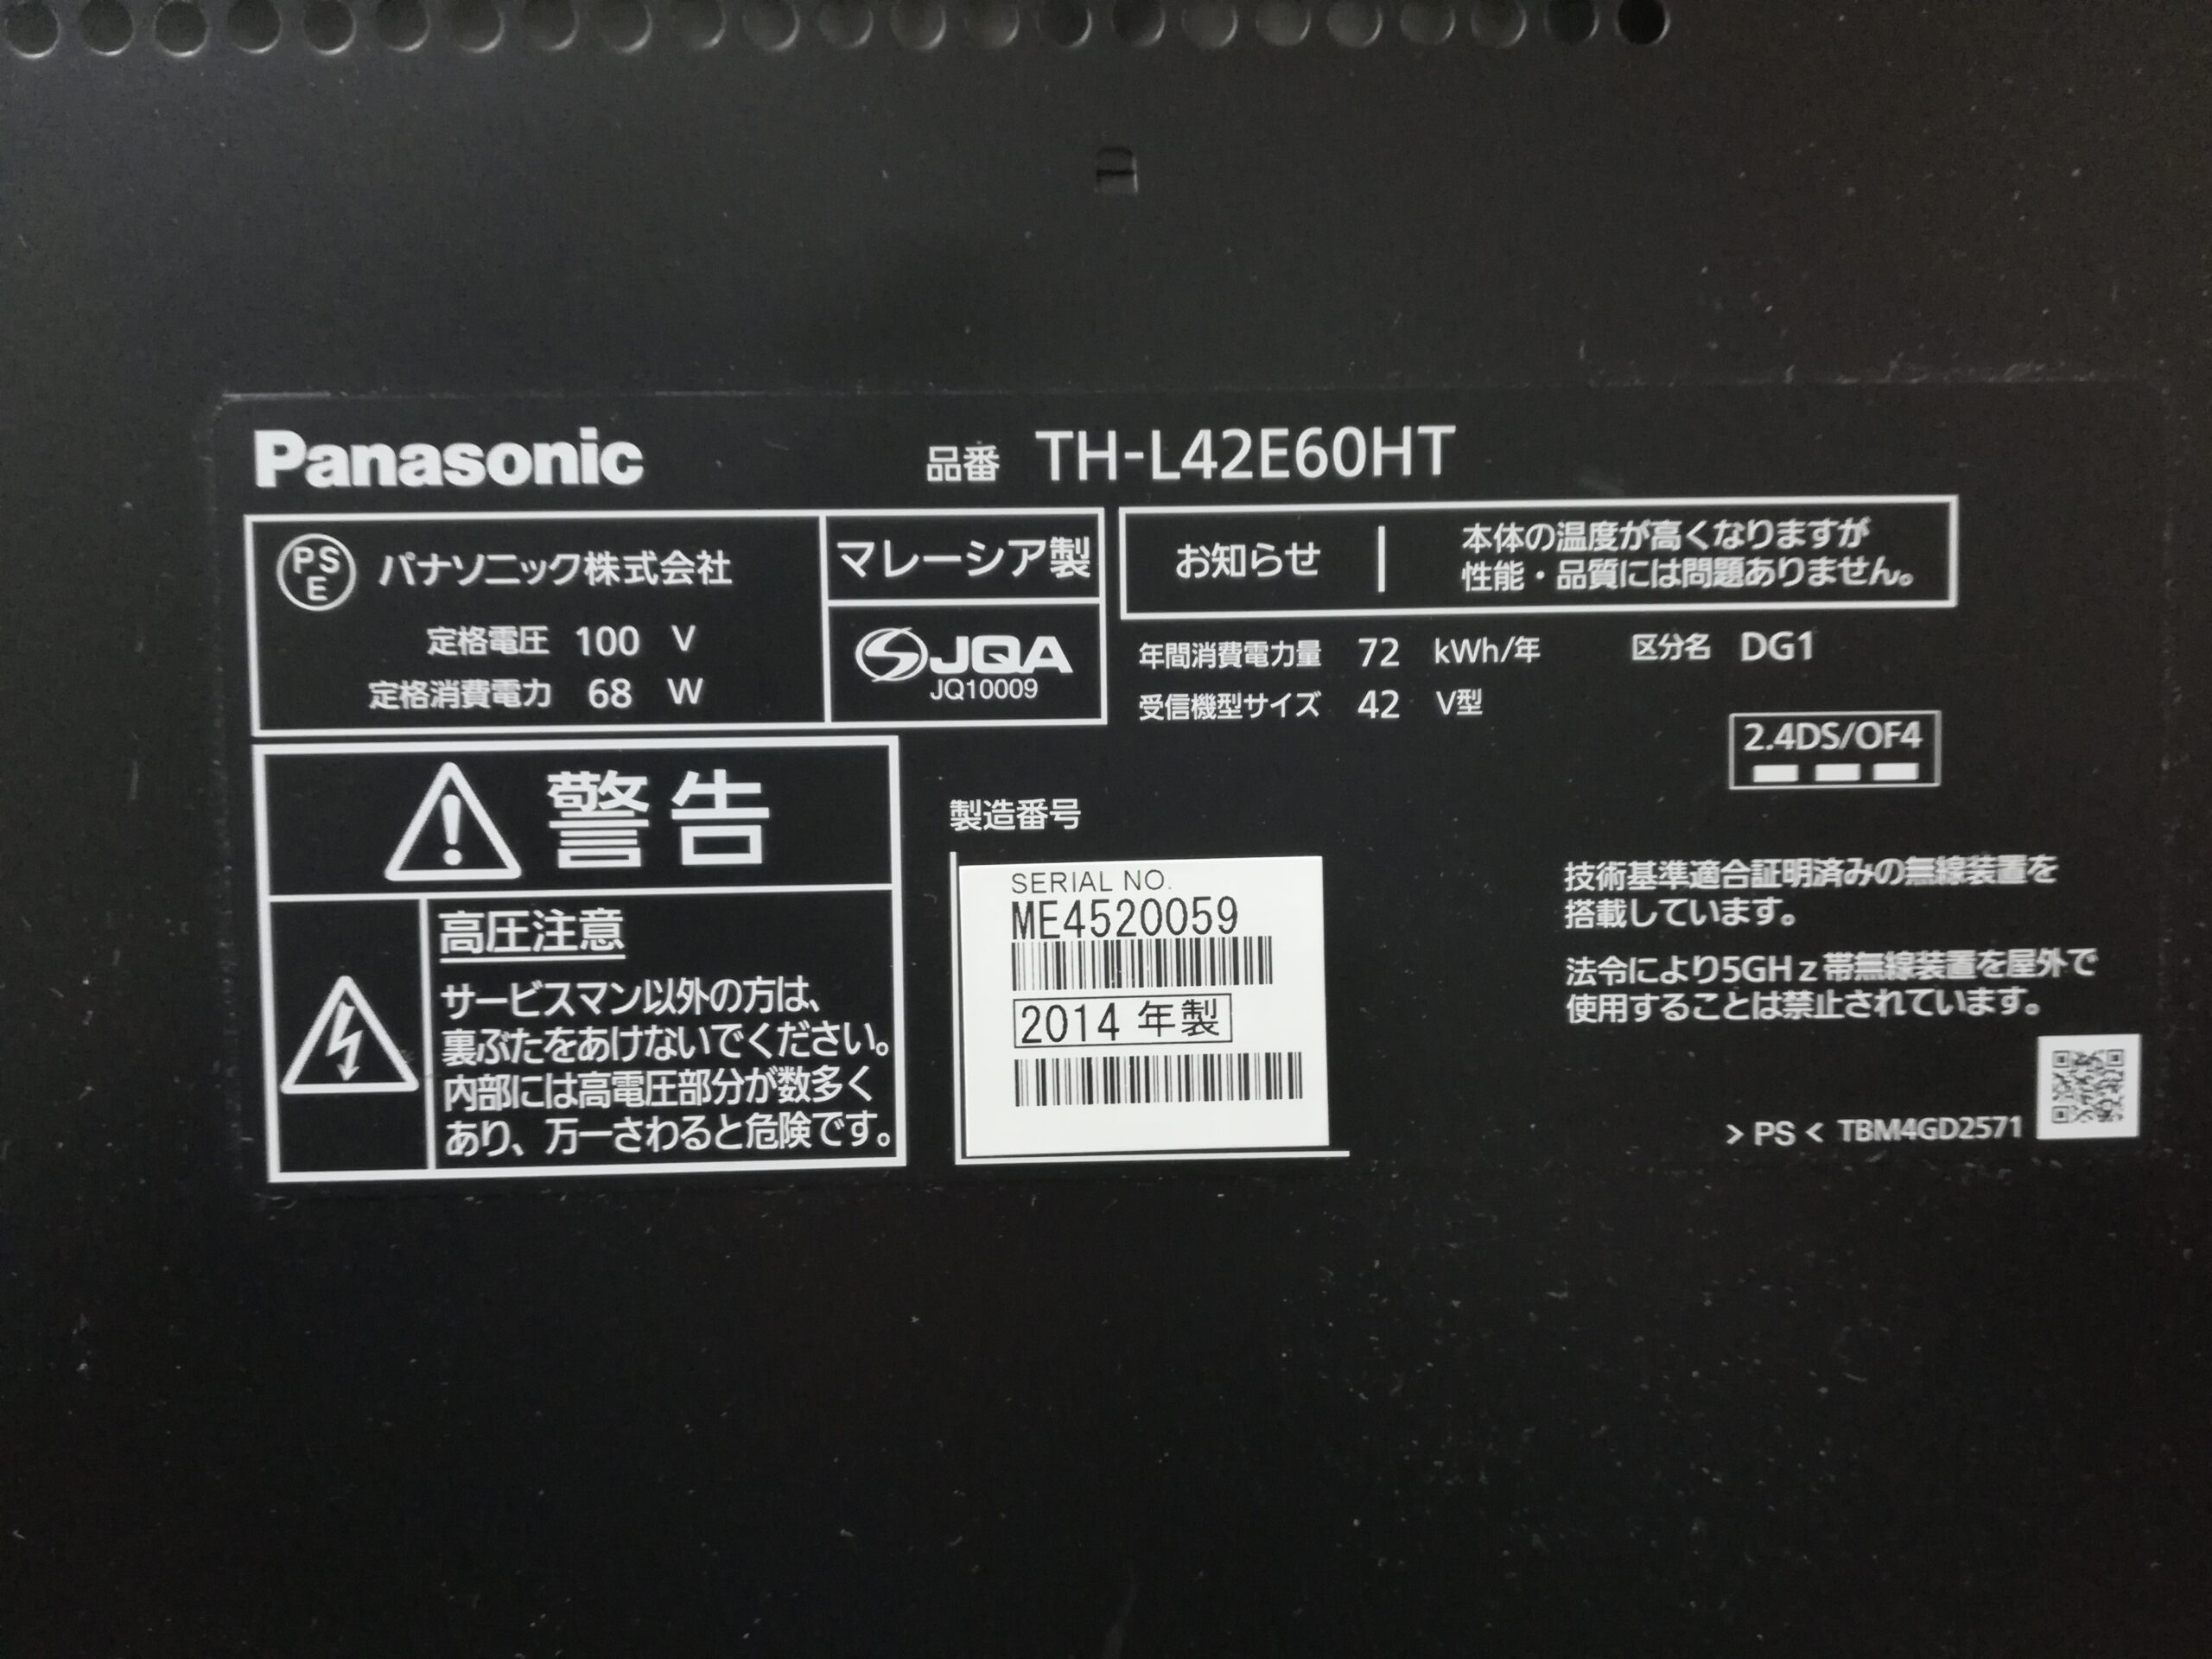 Panasonic 品番 TH-L42E60HT
PSE パナソニック株式会社
定格電圧 100 V
定格消費電力 68 W
マレーシア製
JQA
JQ10009
お知らせ
本体の温度が高くなりますが
性能・品質には問題ありません。
年間消費電力量 72 kWh/年 区分名 DG1
受信機型サイズ 42 V型
2.4DS/OF4
警告
高圧注意
サービスマン以外の方は、
裏ぶたをあけないでください。
内部には高電圧部分が数多く
あり、万一さわると危険です。
製造番号
SERIAL NO.
ME4520059
2014 年製
技術基準適合証明済みの無線装置を
搭載しています。
法令により5GHz帯無線装置を屋外で
使用することは禁止されています。
> PS < TBM4GD2571